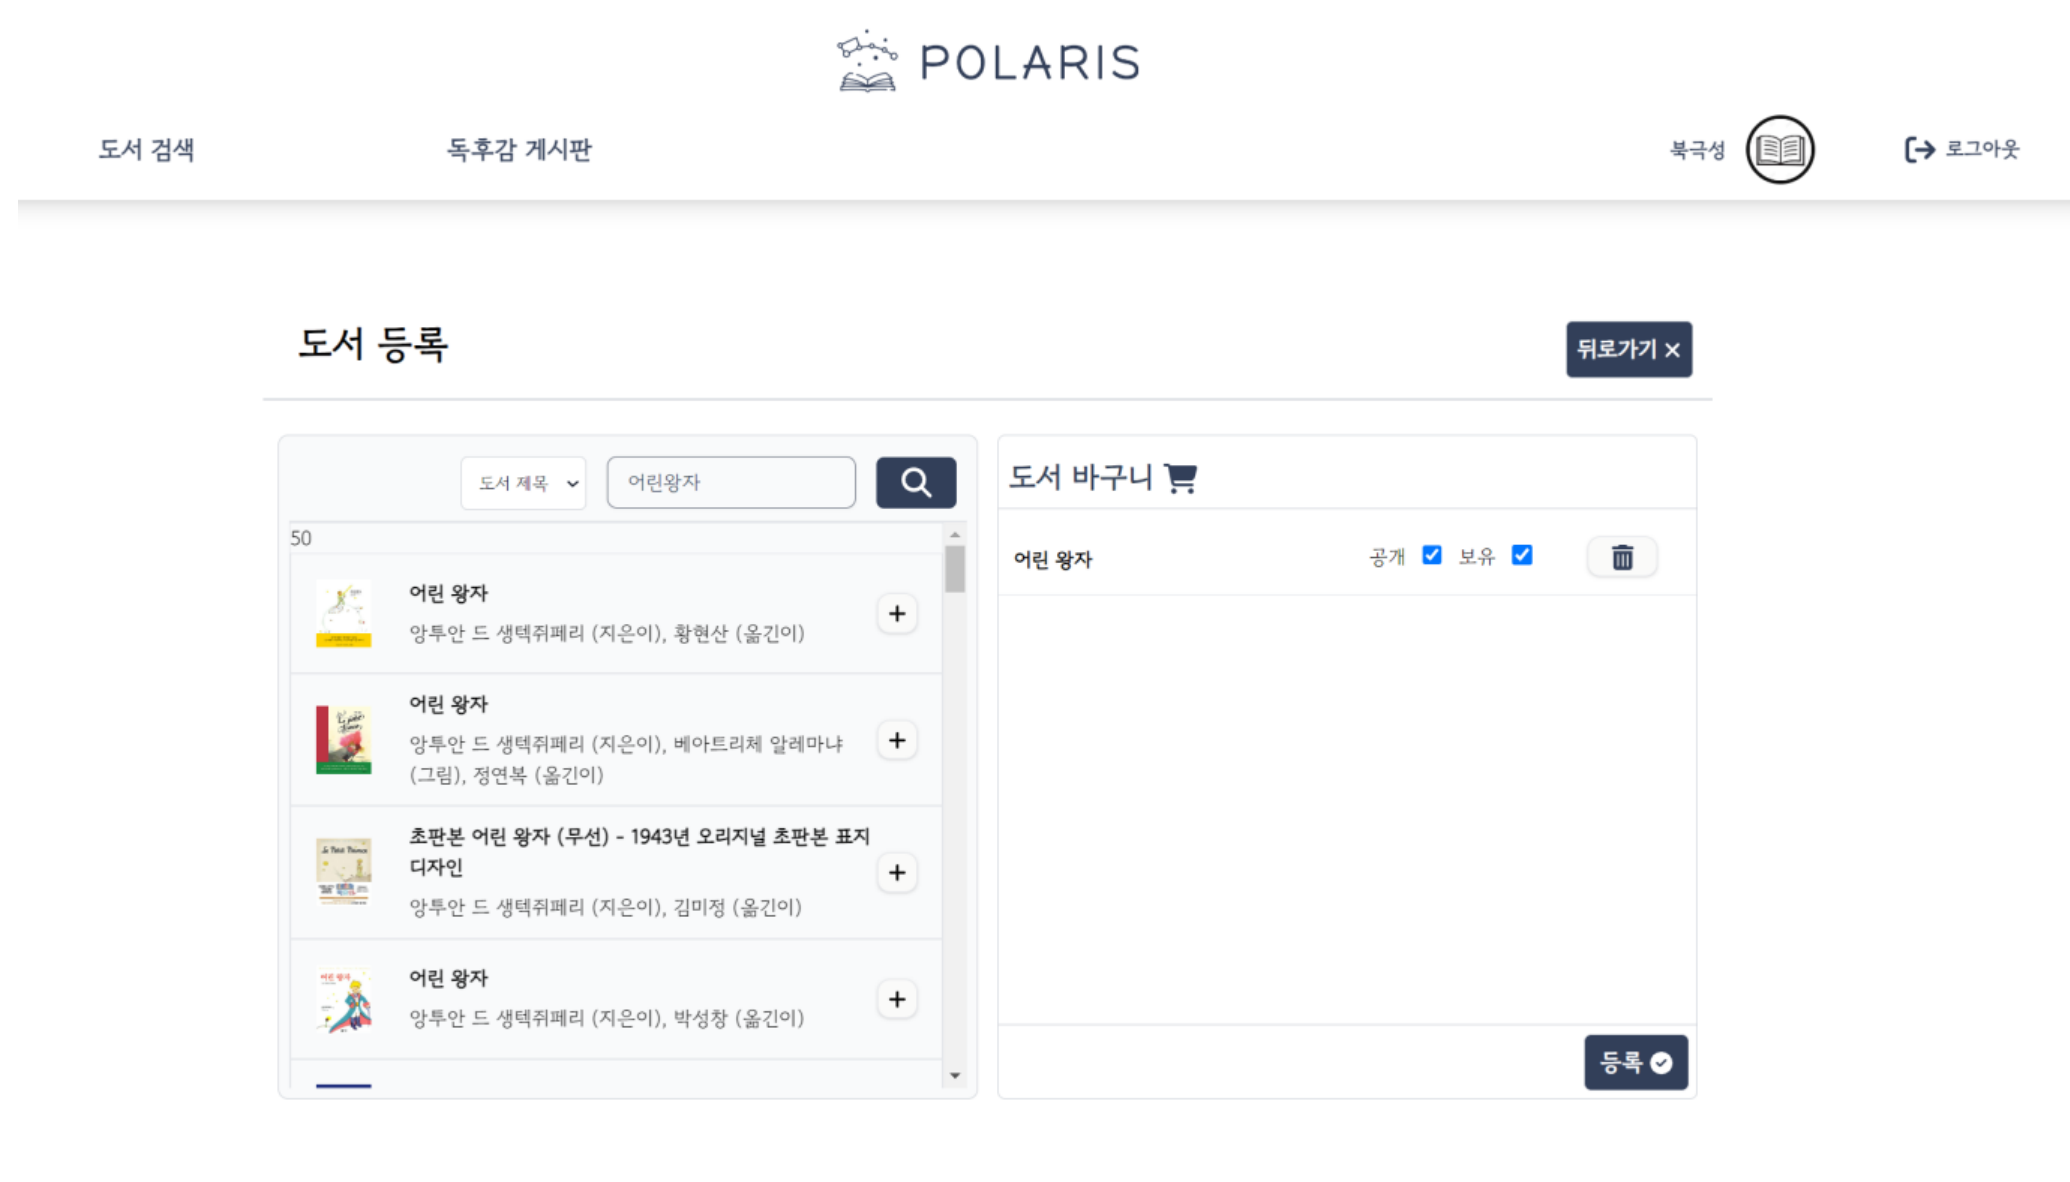 POLARIS
도서 검색
독후감 게시판
북극성
로그아웃
도서 등록
뒤로가기 ×
도서 제목
어린왕자
50
어린 왕자
앙투안 드 생텍쥐페리 (지은이), 황현산 (옮긴이)
어린 왕자
앙투안 드 생텍쥐페리 (지은이), 베아트리체 알레마냐
(그림), 정연복 (옮긴이)
초판본 어린 왕자 (무선) - 1943년 오리지널 초판본 표지
디자인
앙투안 드 생텍쥐페리 (지은이), 김미정 (옮긴이)
어린 왕자
앙투안 드 생텍쥐페리 (지은이), 박성창 (옮긴이)
도서 바구니
어린 왕자
공개
보유
등록